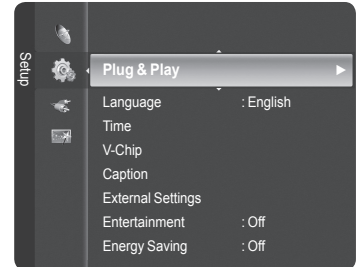 Setup
Plug & Play
Language : English
Time
V-Chip
Caption
External Settings
Entertainment : Off
Energy Saving : Off